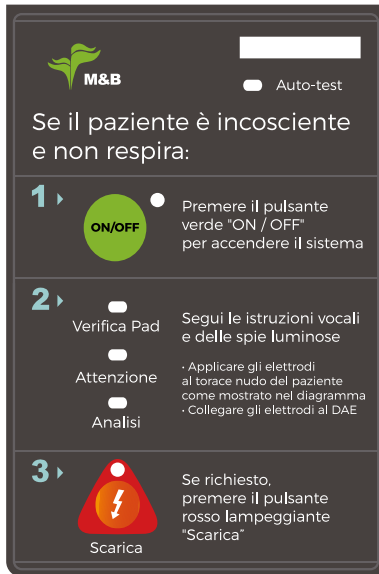 M&B
Auto-test
Se il paziente è incosciente
e non respira:
1
ON/OFF
Premere il pulsante
verde "ON / OFF"
per accendere il sistema
2
Verifica Pad
Attenzione
Analisi
Segui le istruzioni vocali
e delle spie luminose
• Applicare gli elettrodi
al torace nudo del paziente
come mostrato nel diagramma
• Collegare gli elettrodi al DAE
3
Scarica
Se richiesto,
premere il pulsante
rosso lampeggiante
"Scarica"